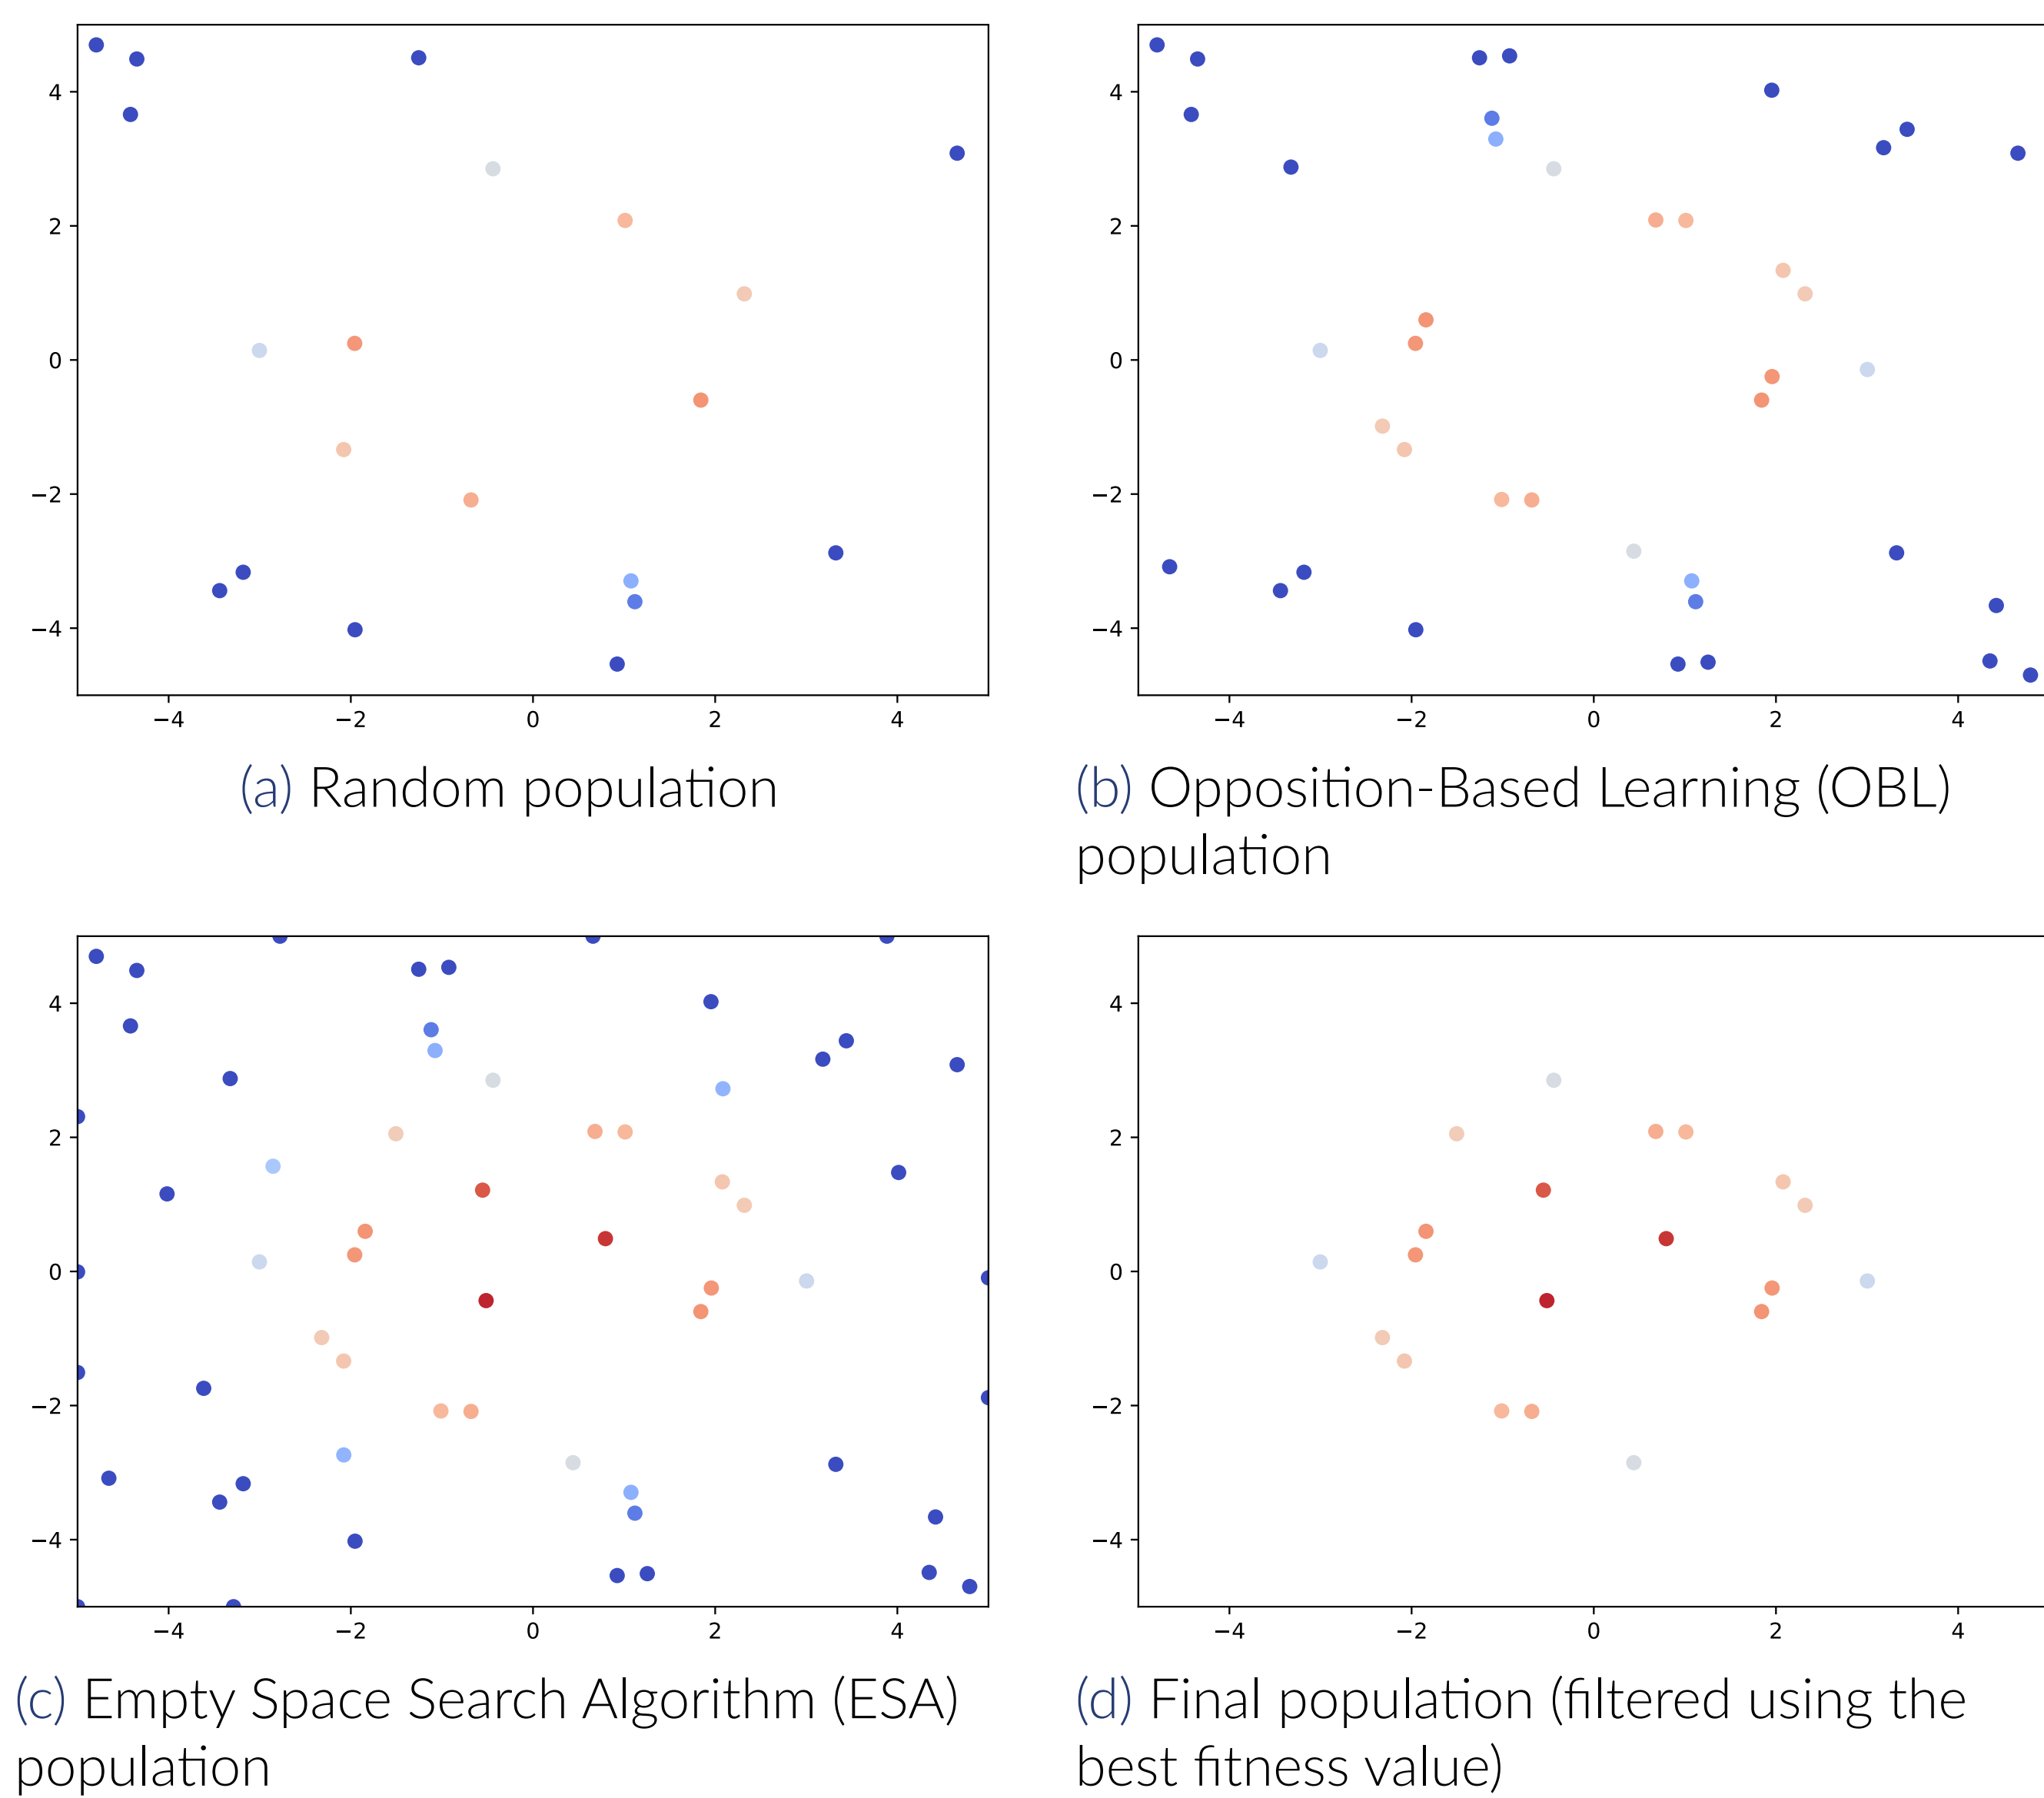 4
2
0
−2
−4
−4 −2 0 2 4
(a) Random population
4
2
0
−2
−4
−4 −2 0 2 4
(b) Opposition-Based Learning (OBL)
population
4
2
0
−2
−4
−4 −2 0 2 4
(c) Empty Space Search Algorithm (ESA)
population
4
2
0
−2
−4
−4 −2 0 2 4
(d) Final population (filtered using the
best fitness value)